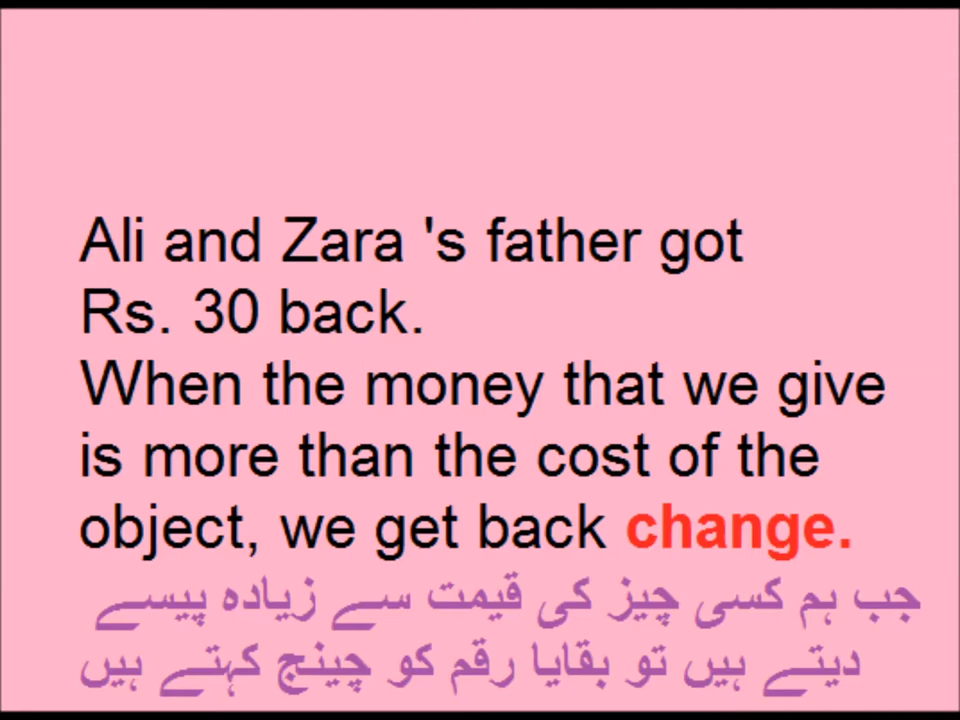 Ali and Zara 's father got
Rs. 30 back.
When the money that we give
is more than the cost of the
object, we get back change.
جب ہم کسی چیز کی قیمت سے زیادہ پیسے
دیتے ہیں تو بقایا رقم کو چینج کہتے ہیں